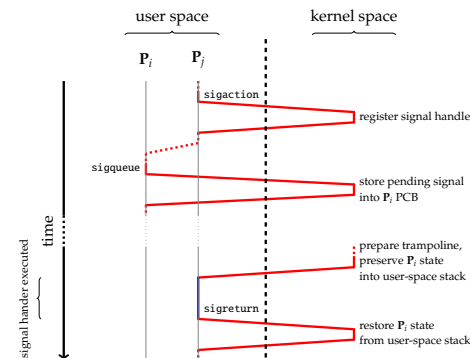 user space
kernel space
Pi
Pj
sigaction
register signal handle
sigqueue
store pending signal
into Pi PCB
time
prepare trampoline,
preserve Pi state
into user-space stack
signal hander executed
sigreturn
restore Pi state
from user-space stack